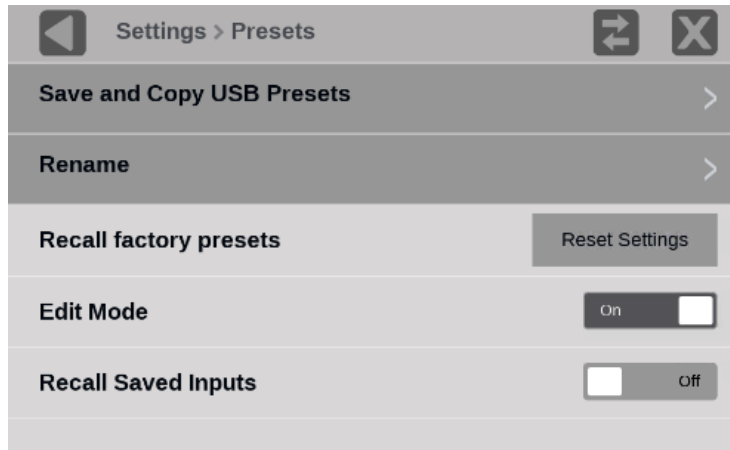 Settings > Presets
Save and Copy USB Presets
Rename
Recall factory presets Reset Settings
Edit Mode On
Recall Saved Inputs Off